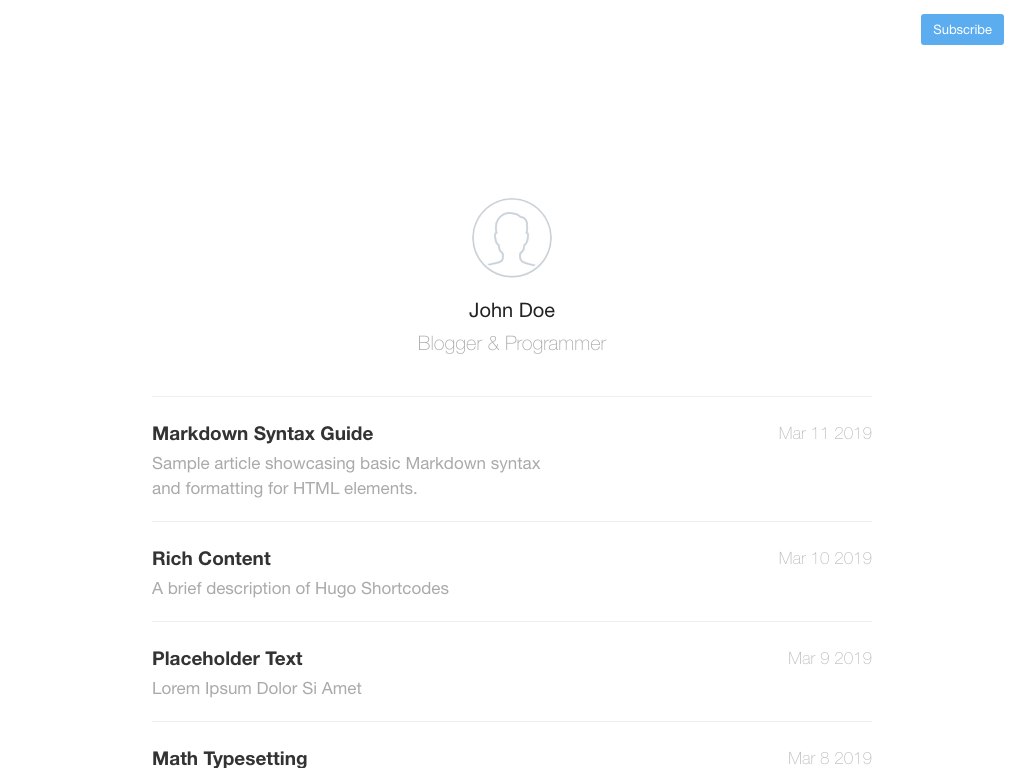 Subscribe
John Doe
Blogger & Programmer
Markdown Syntax Guide
Mar 11 2019
Sample article showcasing basic Markdown syntax
and formatting for HTML elements.
Rich Content
Mar 10 2019
A brief description of Hugo Shortcodes
Placeholder Text
Mar 9 2019
Lorem Ipsum Dolor Si Amet
Math Typesetting
Mar 8 2019